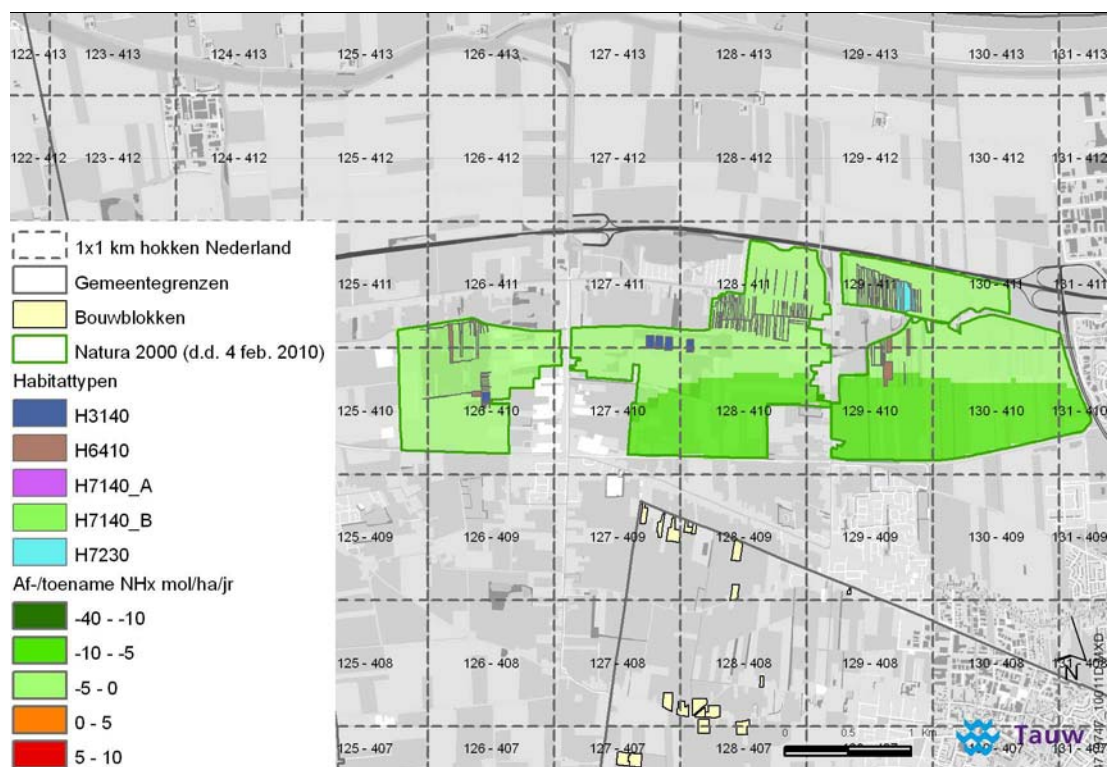 122 - 413 123 - 413 124 - 413 125 - 413 126 - 413 127 - 413 128 - 413 129 - 413 130 - 413 131 - 413
122 - 412 123 - 412 124 - 412 125 - 412 126 - 412 127 - 412 128 - 412 129 - 412 130 - 412 131 - 412
125 - 411 126 - 411 127 - 411 128 - 411 129 - 411 130 - 411 131 - 411
125 - 410 126 - 410 127 - 410 128 - 410 129 - 410 130 - 410 131 - 410
125 - 409 126 - 409 127 - 409 128 - 409 129 - 409 130 - 409 131 - 409
125 - 408 126 - 408 127 - 408 128 - 408 129 - 408 130 - 408 131 - 408
125 - 407 126 - 407 127 - 407 128 - 407
1x1 km hokken Nederland
Gemeentegrenzen
Bouwblokken
Natura 2000 (d.d. 4 feb. 2010)
Habitattypen
H3140
H6410
H7140_A
H7140_B
H7230
Af-/toename NHx mol/ha/jr
-40 - -10
-10 - -5
-5 - 0
0 - 5
5 - 10
N
0 0.5 1 Km
Tauw